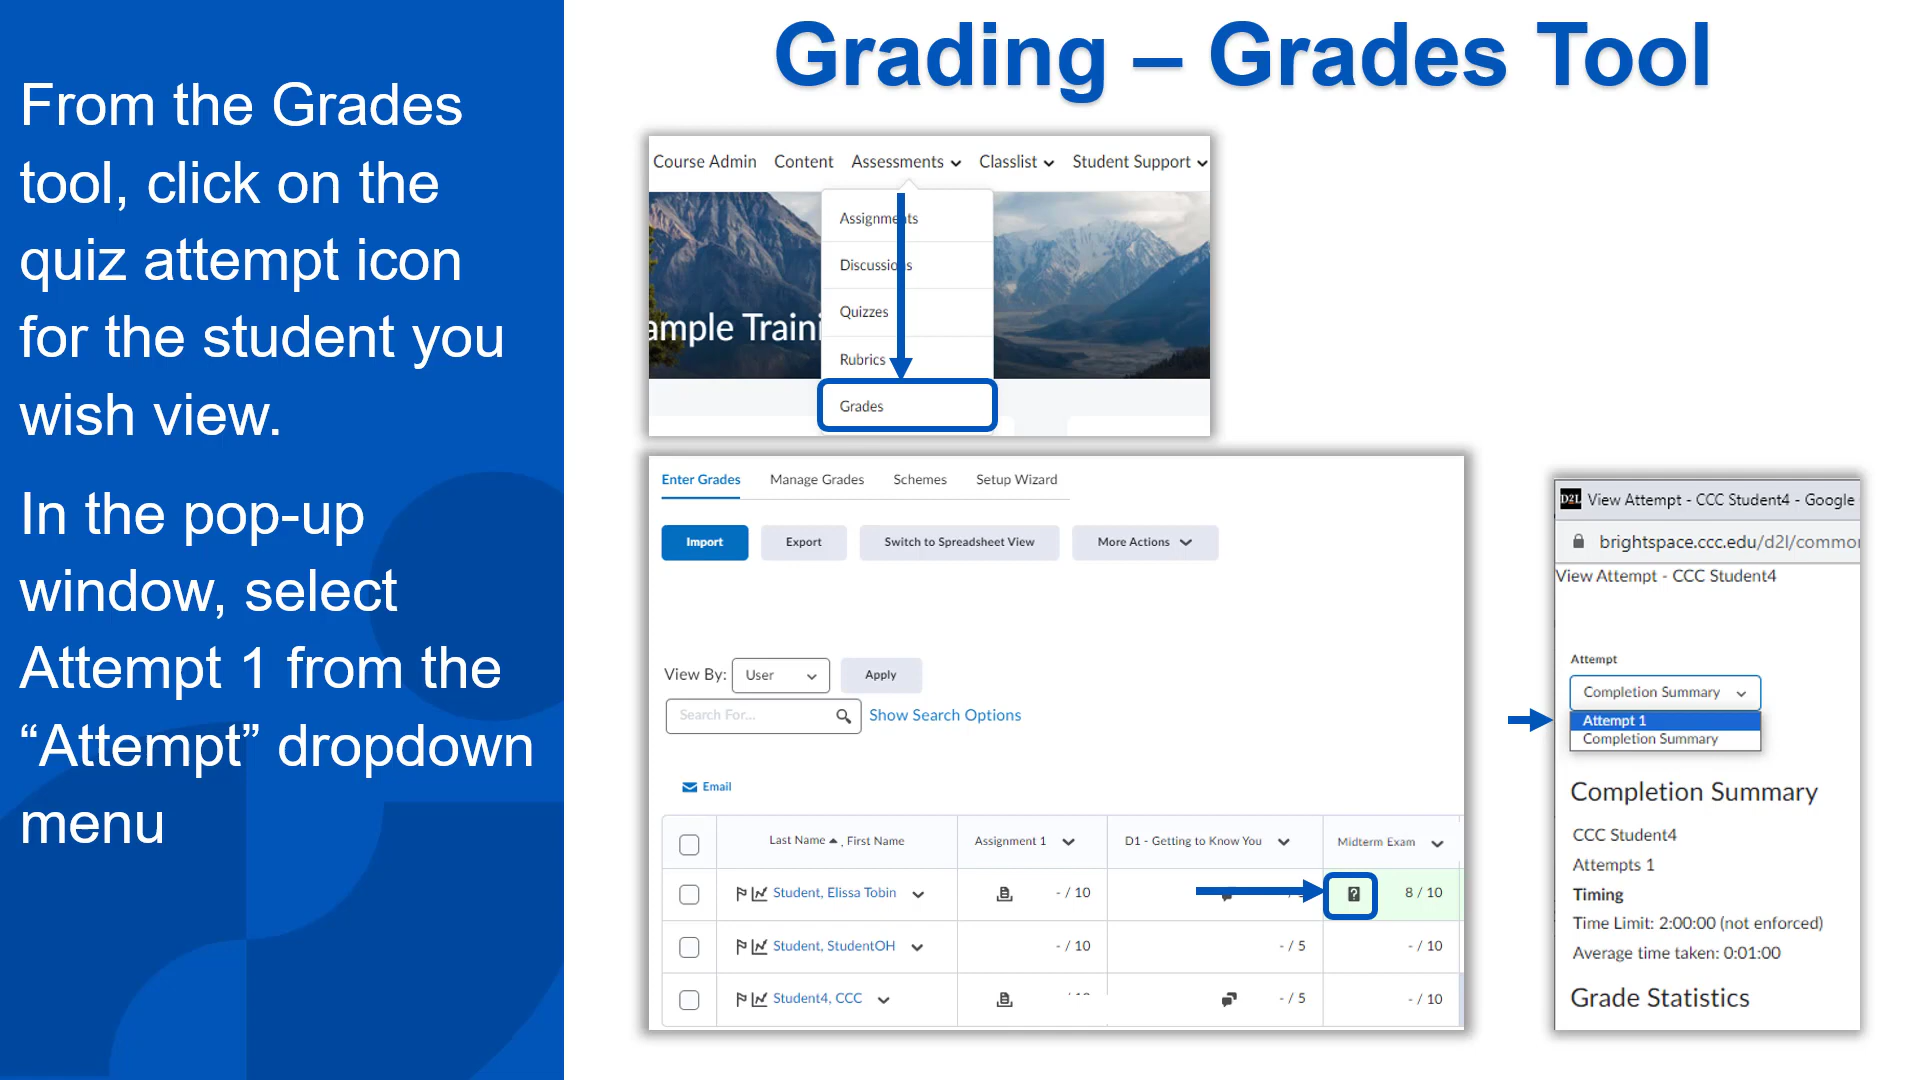 Grading – Grades Tool
From the Grades
tool, click on the
quiz attempt icon
for the student you
wish view.
In the pop-up
window, select
Attempt 1 from the
“Attempt” dropdown
menu
Course Admin Content Assessments Classlist Student Support
Assignments
Discussions
Quizzes
ample Traini
Rubrics
Grades
Enter Grades Manage Grades Schemes Setup Wizard
Import Export Switch to Spreadsheet View More Actions
View By: User Apply
Search For... Show Search Options
Email
Last Name , First Name Assignment 1 D1 - Getting to Know You Midterm Exam
Student, Elissa Tobin - / 10 8 / 10
Student, StudentOH - / 10 - / 5 - / 10
Student4, CCC - / 5 - / 10
D2L View Attempt - CCC Student4 - Google
brightspace.ccc.edu/d2l/common
View Attempt - CCC Student4
Attempt
Completion Summary
Attempt 1
Completion Summary
Completion Summary
CCC Student4
Attempts 1
Timing
Time Limit: 2:00:00 (not enforced)
Average time taken: 0:01:00
Grade Statistics